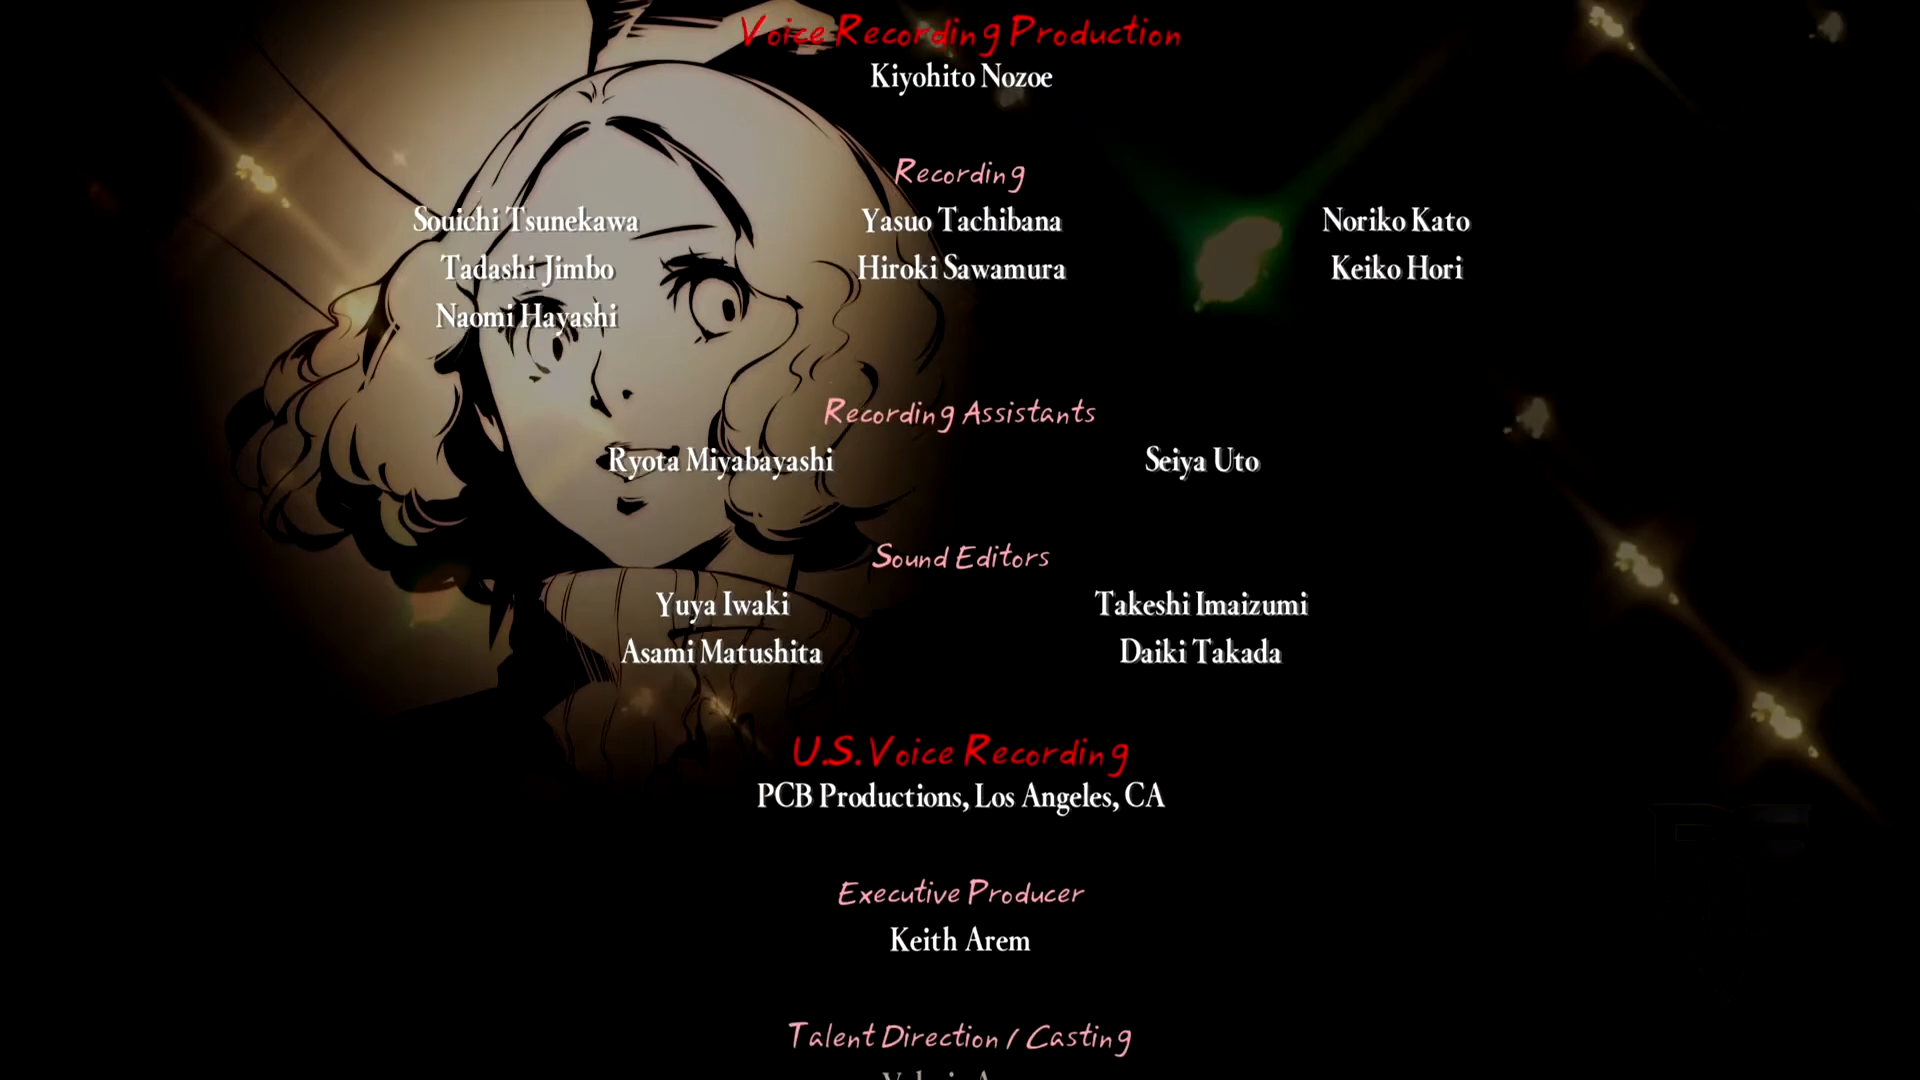 Voice Recording Production
Kiyohito Nozoe
Recording
Souichi Tsunekawa Yasuo Tachibana Noriko Kato
Tadashi Jimbo Hiroki Sawamura Keiko Hori
Naomi Hayashi
Recording Assistants
Ryota Miyabayashi Seiya Uto
Sound Editors
Yuya Iwaki Takeshi Imaizumi
Asami Matushita Daiki Takada
U.S. Voice Recording
PCB Productions, Los Angeles, CA
Executive Producer
Keith Arem
Talent Direction / Casting